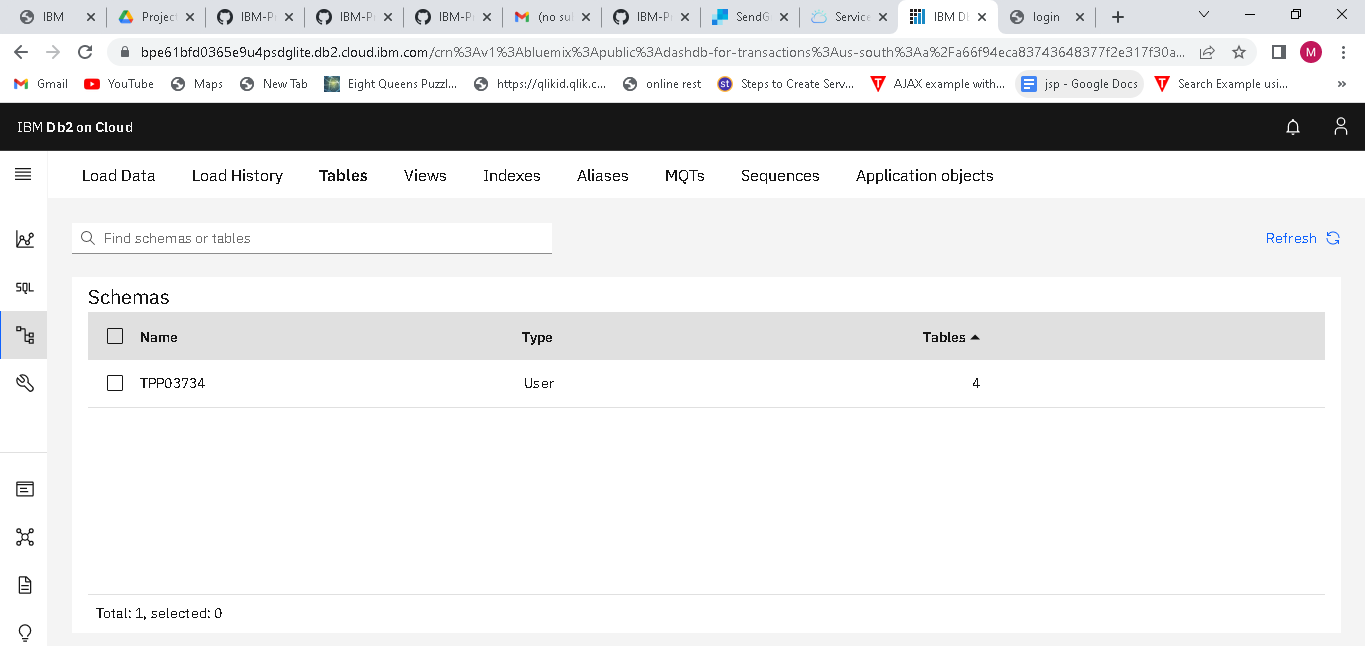 IBM
Project
IBM-P
IBM-P
IBM-P
(no su
IBM-P
SendG
Service
IBM D
login
bpe61bfd0365e9u4psdglite.db2.cloud.ibm.com/crn%3Av1%3Abluemix%3Apublic%3Adashdb-for-transactions%3Aus-south%3Aa%2Fa66f94eca83743648377f2e317f30a...
M
Gmail
YouTube
Maps
New Tab
Eight Queens Puzzl...
https://qlikid.qlik.c...
online rest
st
Steps to Create Serv...
AJAX example with...
jsp - Google Docs
Search Example usi...
»
IBM Db2 on Cloud
Load Data
Load History
Tables
Views
Indexes
Aliases
MQTs
Sequences
Application objects
Find schemas or tables
Refresh
SQL
Schemas
Name Type Tables
TPP03734 User 4
Total: 1, selected: 0